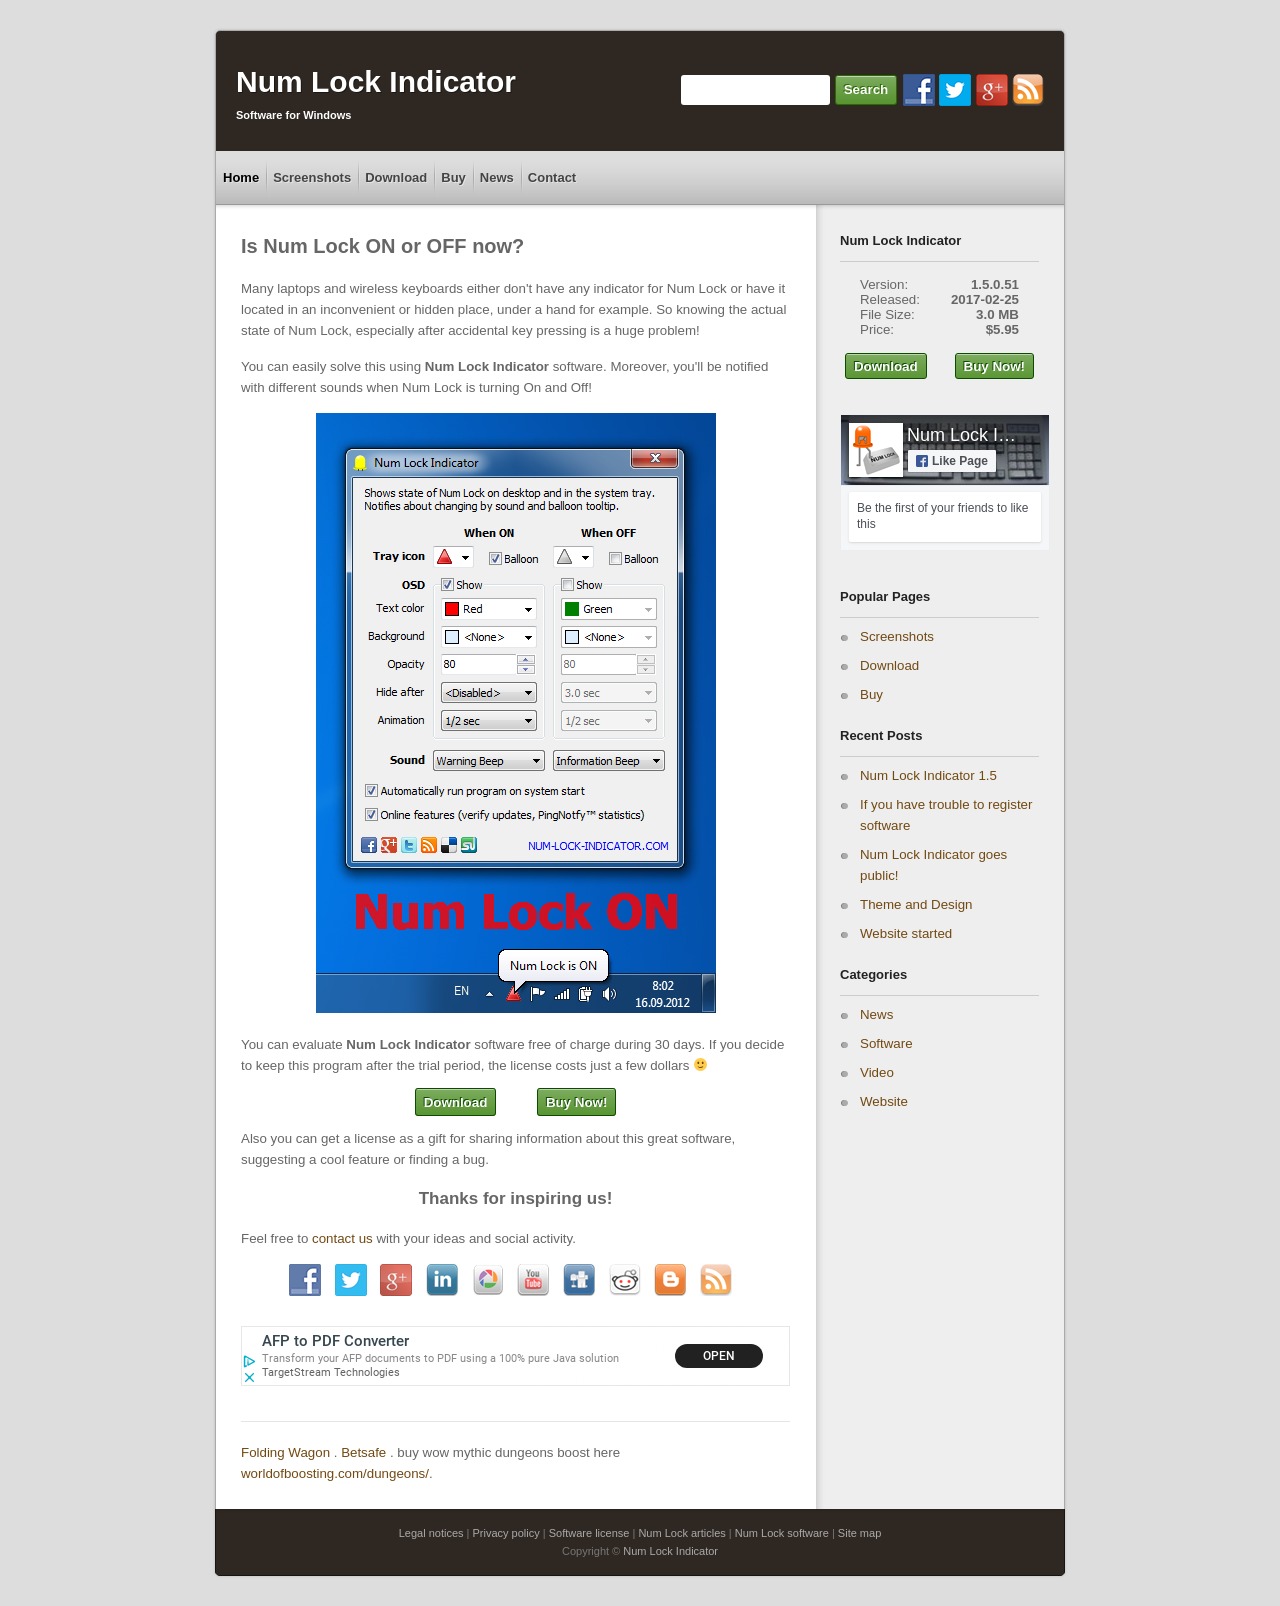 Num Lock Indicator
Software for Windows
Search
Home
Screenshots
Download
Buy
News
Contact
Is Num Lock ON or OFF now?
Many laptops and wireless keyboards either don't have any indicator for Num Lock or have it
located in an inconvenient or hidden place, under a hand for example. So knowing the actual
state of Num Lock, especially after accidental key pressing is a huge problem!
You can easily solve this using Num Lock Indicator software. Moreover, you'll be notified
with different sounds when Num Lock is turning On and Off!
Num Lock Indicator
Shows state of Num Lock on desktop and in the system tray.
Notifies about changing by sound and balloon tooltip.
When ON When OFF
Tray icon Balloon Balloon
OSD Show Show
Text color Red Green
Background <None> <None>
Opacity 80 80
Hide after <Disabled> 3.0 sec
Animation 1/2 sec 1/2 sec
Sound Warning Beep Information Beep
Automatically run program on system start
Online features (verify updates, PingNotfy™ statistics)
NUM-LOCK-INDICATOR.COM
Num Lock ON
Num Lock is ON
EN
8:02
16.09.2012
You can evaluate Num Lock Indicator software free of charge during 30 days. If you decide
to keep this program after the trial period, the license costs just a few dollars 🙂
Download Buy Now!
Also you can get a license as a gift for sharing information about this great software,
suggesting a cool feature or finding a bug.
Thanks for inspiring us!
Feel free to contact us with your ideas and social activity.
AFP to PDF Converter
Transform your AFP documents to PDF using a 100% pure Java solution
TargetStream Technologies
OPEN
Folding Wagon . Betsafe . buy wow mythic dungeons boost here
worldofboosting.com/dungeons/.
Num Lock Indicator
Version: 1.5.0.51
Released: 2017-02-25
File Size: 3.0 MB
Price: $5.95
Download Buy Now!
NUM LOCK
Num Lock I...
Like Page
Be the first of your friends to like
this
Popular Pages
Screenshots
Download
Buy
Recent Posts
Num Lock Indicator 1.5
If you have trouble to register
software
Num Lock Indicator goes
public!
Theme and Design
Website started
Categories
News
Software
Video
Website
Legal notices | Privacy policy | Software license | Num Lock articles | Num Lock software | Site map
Copyright © Num Lock Indicator